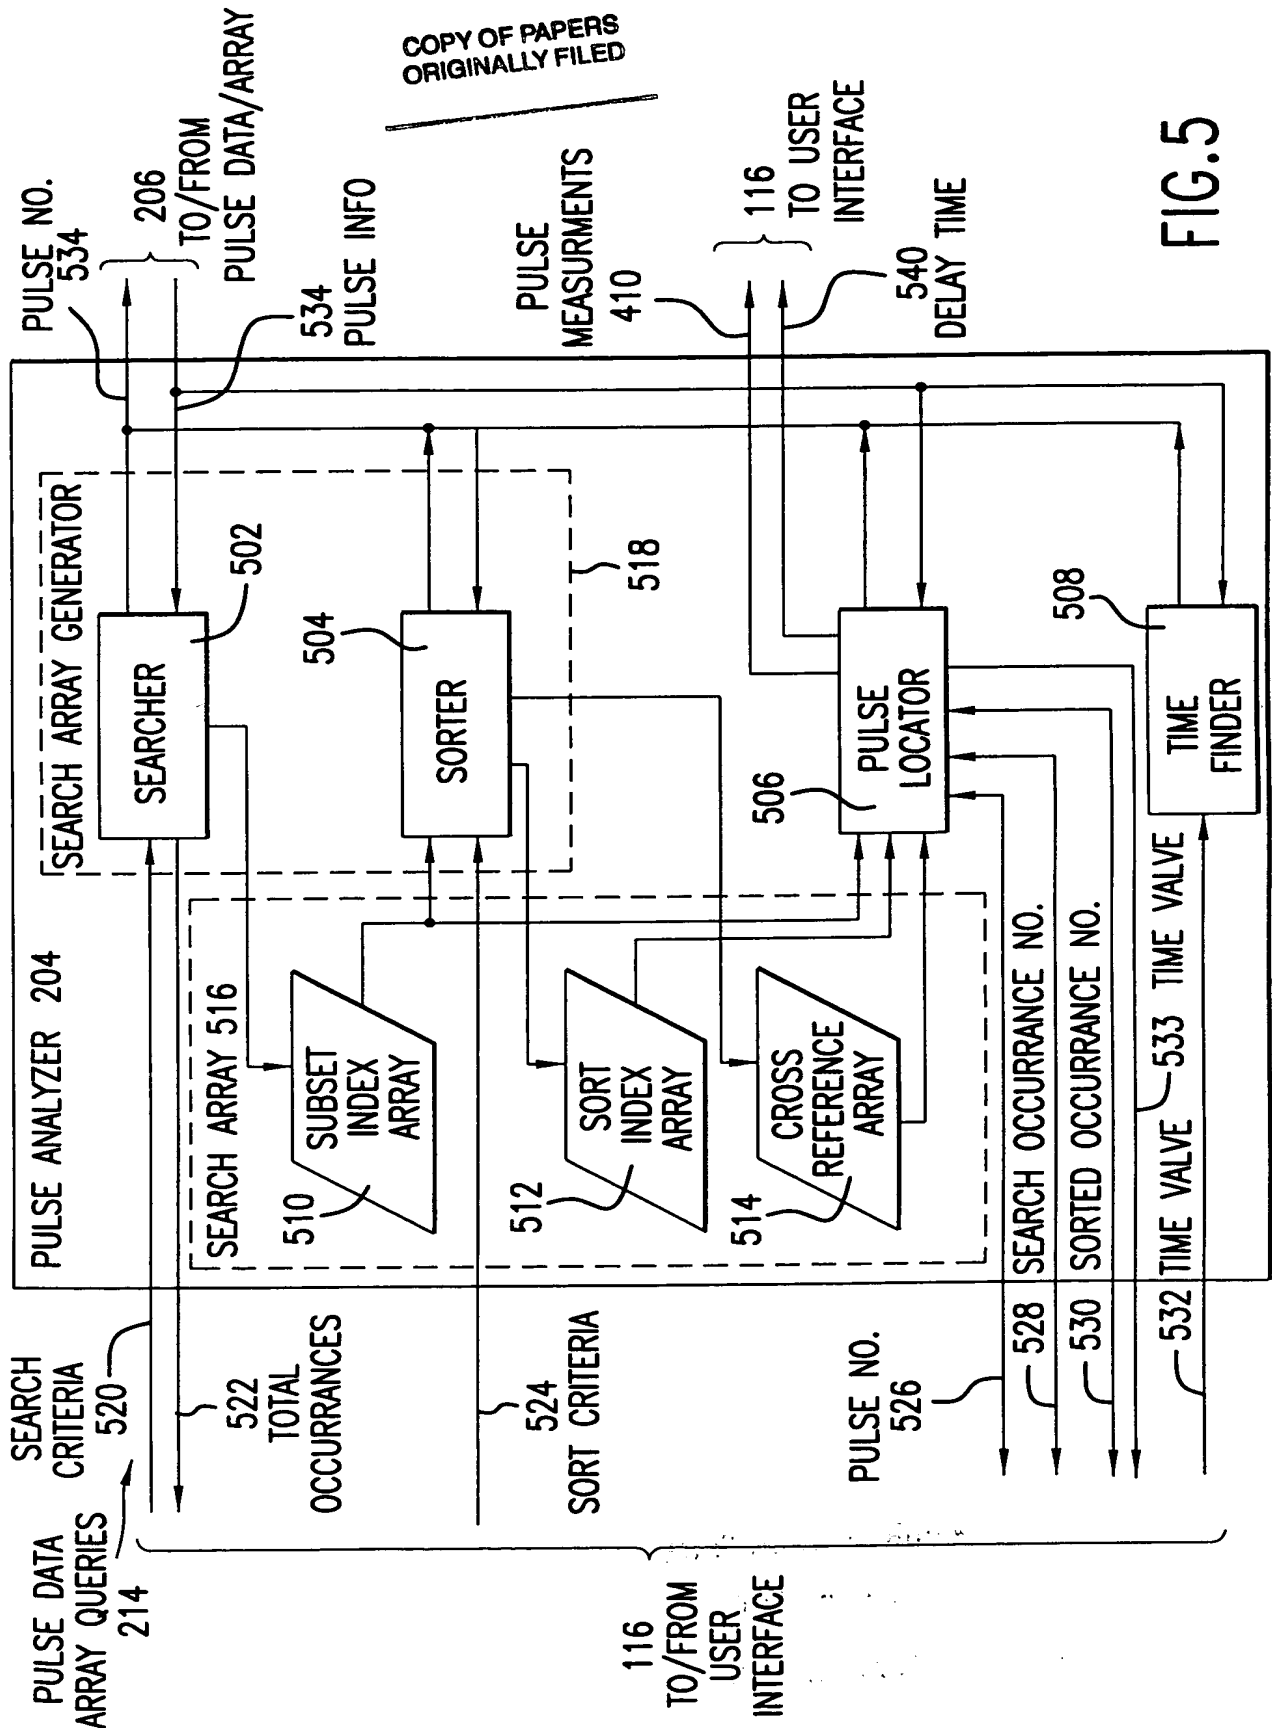 COPY OF PAPERS
ORIGINALLY FILED
PULSE DATA
ARRAY QUERIES
214
SEARCH
CRITERIA
520
522
TOTAL
OCCURRANCES
524
SORT CRITERIA
116
TO/FROM
USER
INTERFACE
PULSE NO.
526
528 SEARCH OCCURRANCE NO.
530 SORTED OCCURRANCE NO.
533 TIME VALVE
532 TIME VALVE
PULSE ANALYZER 204
SEARCH ARRAY 516
SUBSET
INDEX
ARRAY
510
SORT
INDEX
ARRAY
512
CROSS
REFERENCE
ARRAY
514
SEARCH ARRAY GENERATOR
SEARCHER
502
SORTER
504
518
PULSE
LOCATOR
506
TIME
FINDER
508
PULSE NO.
534
206
TO/FROM
PULSE DATA/ARRAY
534
PULSE INFO
PULSE
MEASURMENTS
410
116
TO USER
INTERFACE
540
DELAY TIME
FIG.5